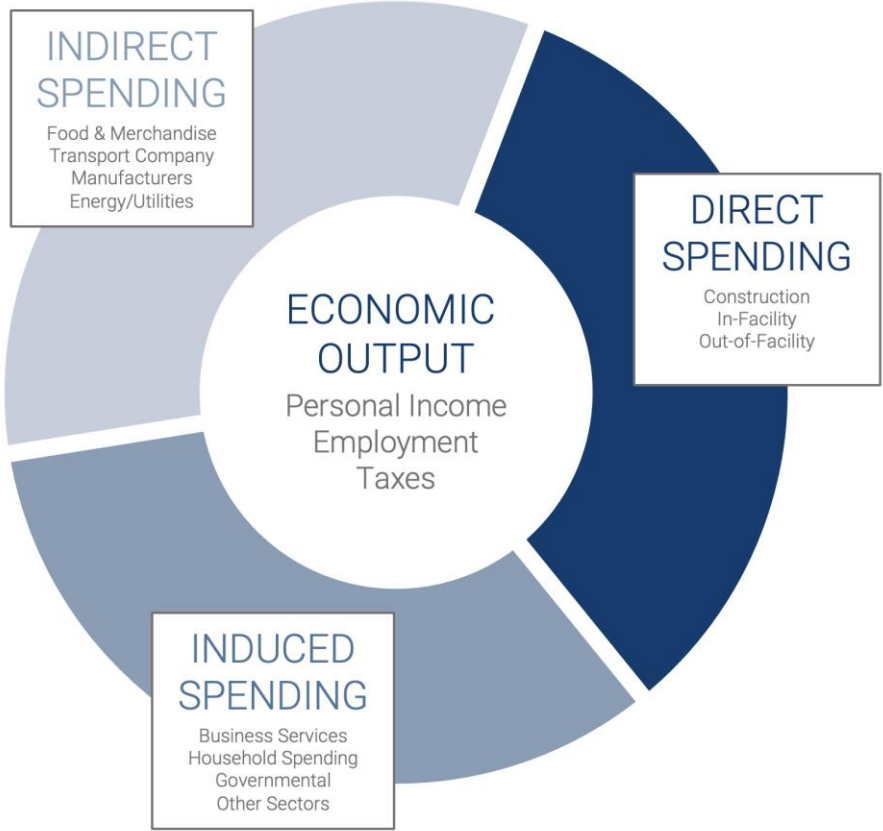 INDIRECT
SPENDING
Food & Merchandise
Transport Company
Manufacturers
Energy/Utilities
DIRECT
SPENDING
Construction
In-Facility
Out-of-Facility
ECONOMIC
OUTPUT
Personal Income
Employment
Taxes
INDUCED
SPENDING
Business Services
Household Spending
Governmental
Other Sectors